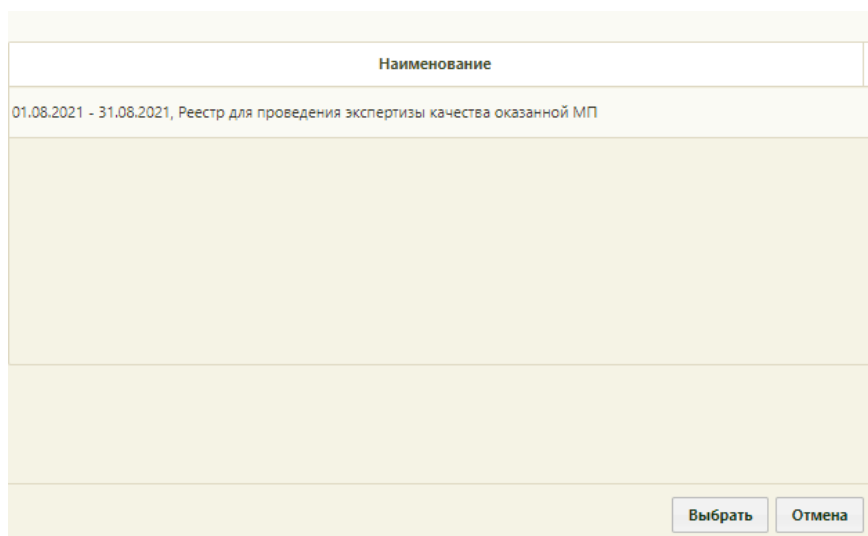 Наименование
01.08.2021 - 31.08.2021, Реестр для проведения экспертизы качества оказанной МП
Выбрать Отмена